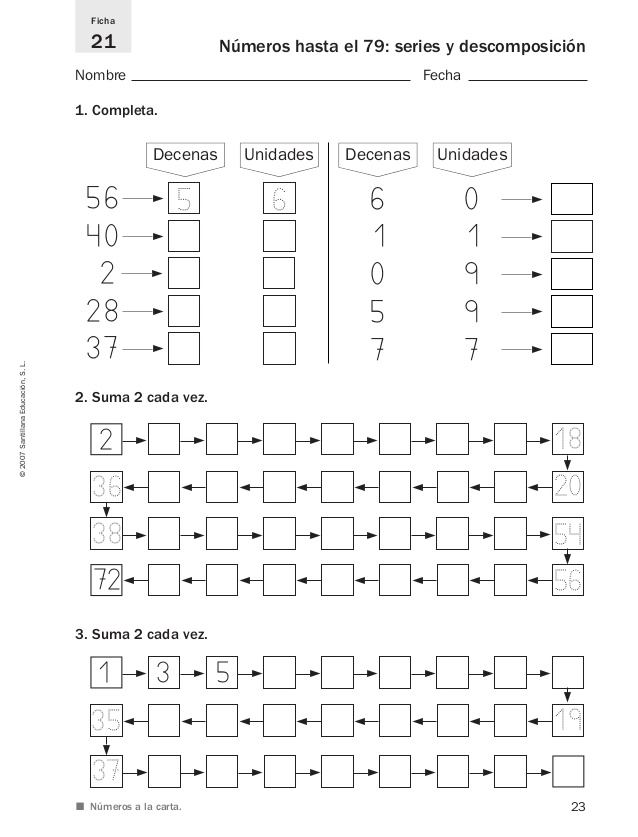 Ficha
21
Números hasta el 79: series y descomposición
Nombre Fecha
1. Completa.
Decenas Unidades Decenas Unidades
56 5 6 6 0
40 1 1
2 0 9
28 5 9
37 7 7
2. Suma 2 cada vez.
2 18
36 20
38 54
72 56
3. Suma 2 cada vez.
1 3 5
35 19
37
Números a la carta. 23
© 2007 Santillana Educación, S. L.